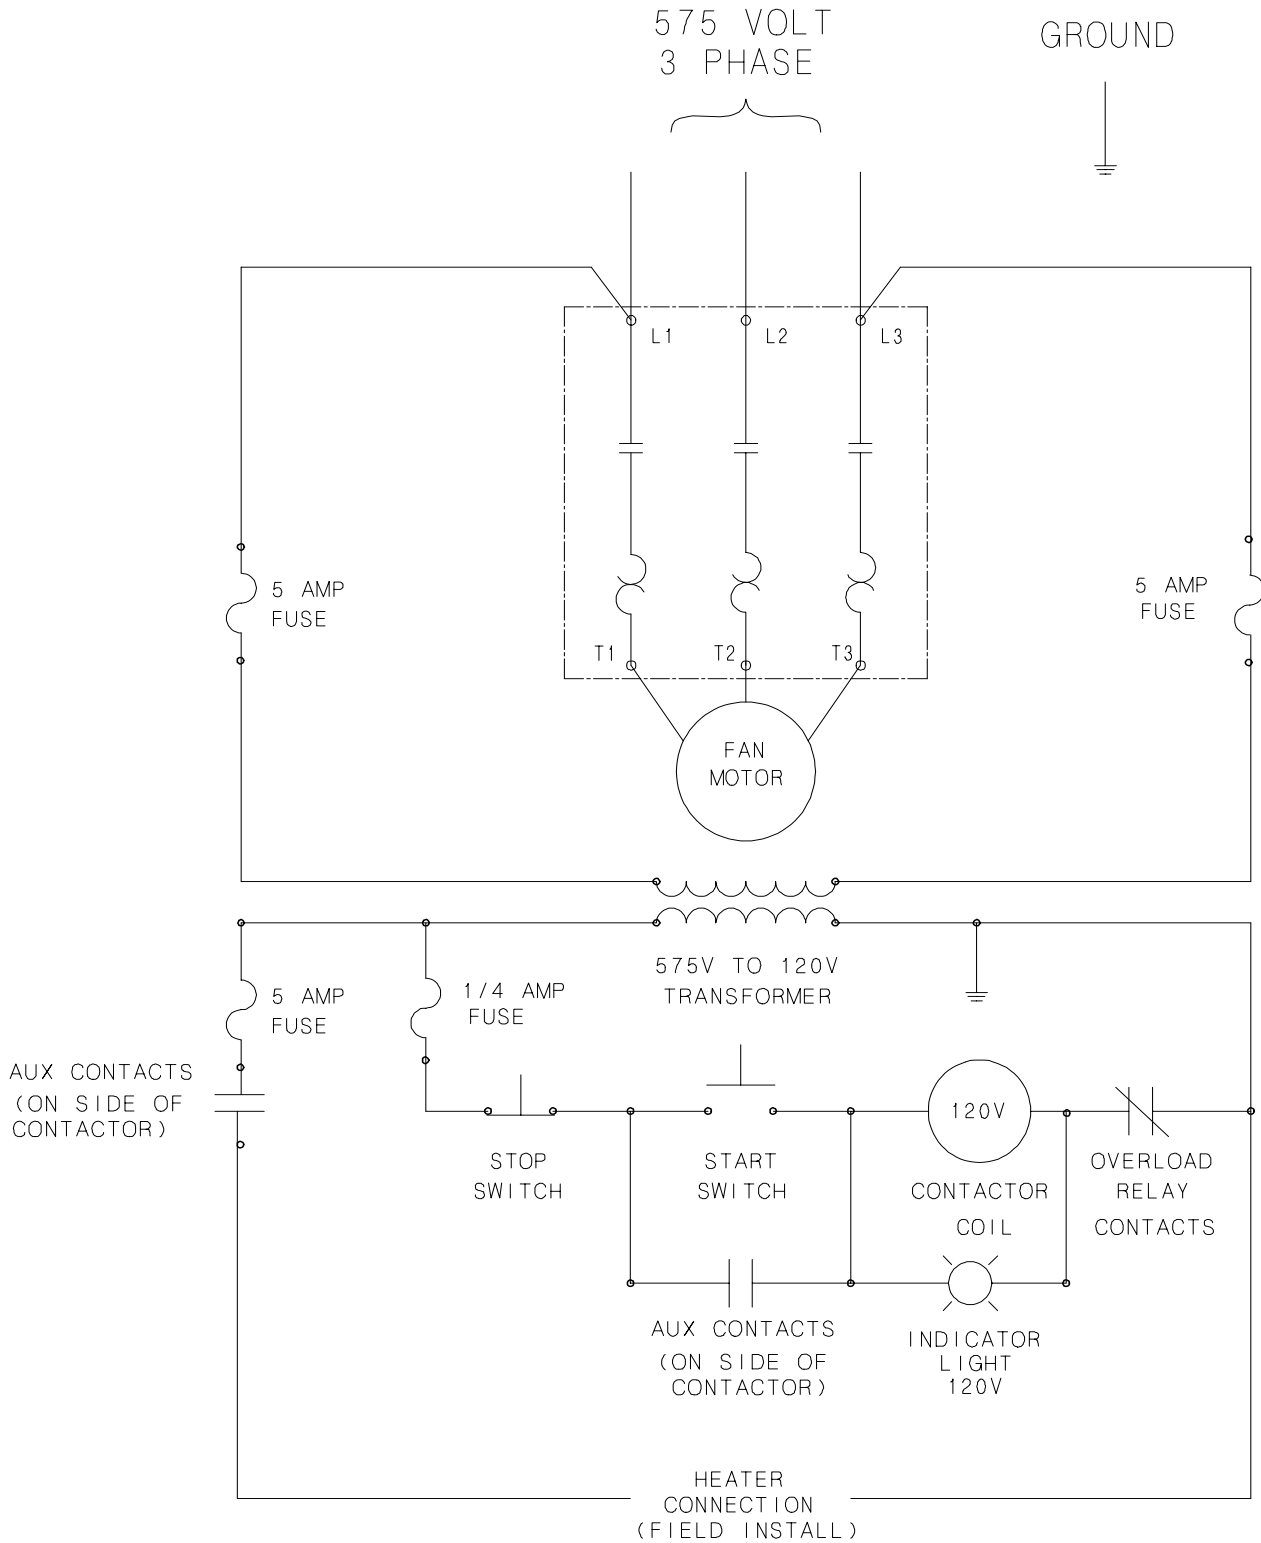 575 VOLT
3 PHASE
GROUND
L1
L2
L3
5 AMP
FUSE
5 AMP
FUSE
T1
T2
T3
FAN
MOTOR
575V TO 120V
TRANSFORMER
5 AMP
FUSE
1/4 AMP
FUSE
AUX CONTACTS
(ON SIDE OF
CONTACTOR)
STOP
SWITCH
START
SWITCH
120V
CONTACTOR
COIL
OVERLOAD
RELAY
CONTACTS
AUX CONTACTS
(ON SIDE OF
CONTACTOR)
INDICATOR
LIGHT
120V
HEATER
CONNECTION
(FIELD INSTALL)